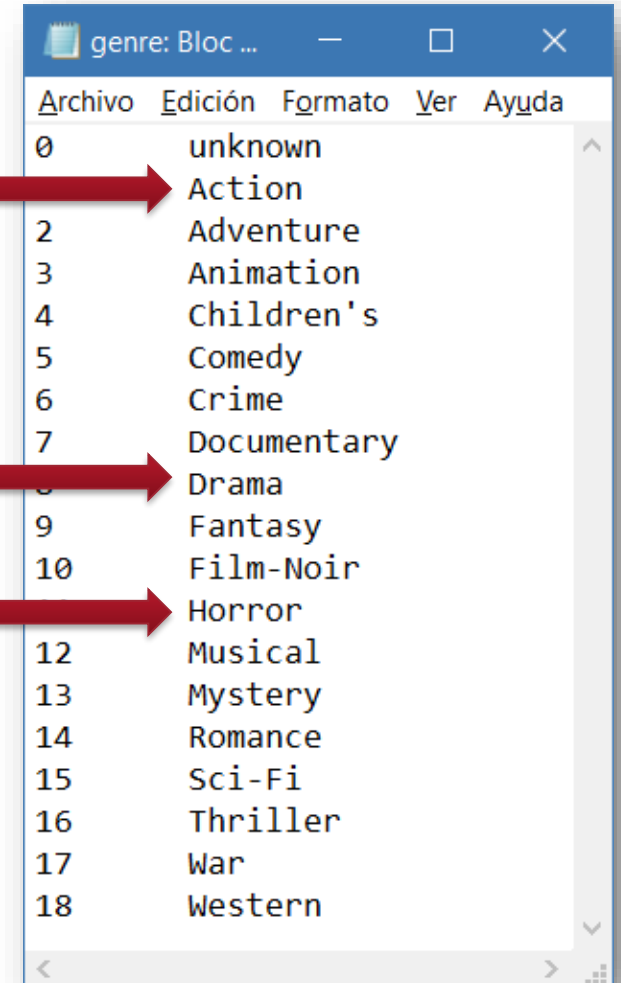 genre: Bloc ...
Archivo Edición Formato Ver Ayuda
0 unknown
Action
2 Adventure
3 Animation
4 Children's
5 Comedy
6 Crime
7 Documentary
Drama
9 Fantasy
10 Film-Noir
Horror
12 Musical
13 Mystery
14 Romance
15 Sci-Fi
16 Thriller
17 War
18 Western